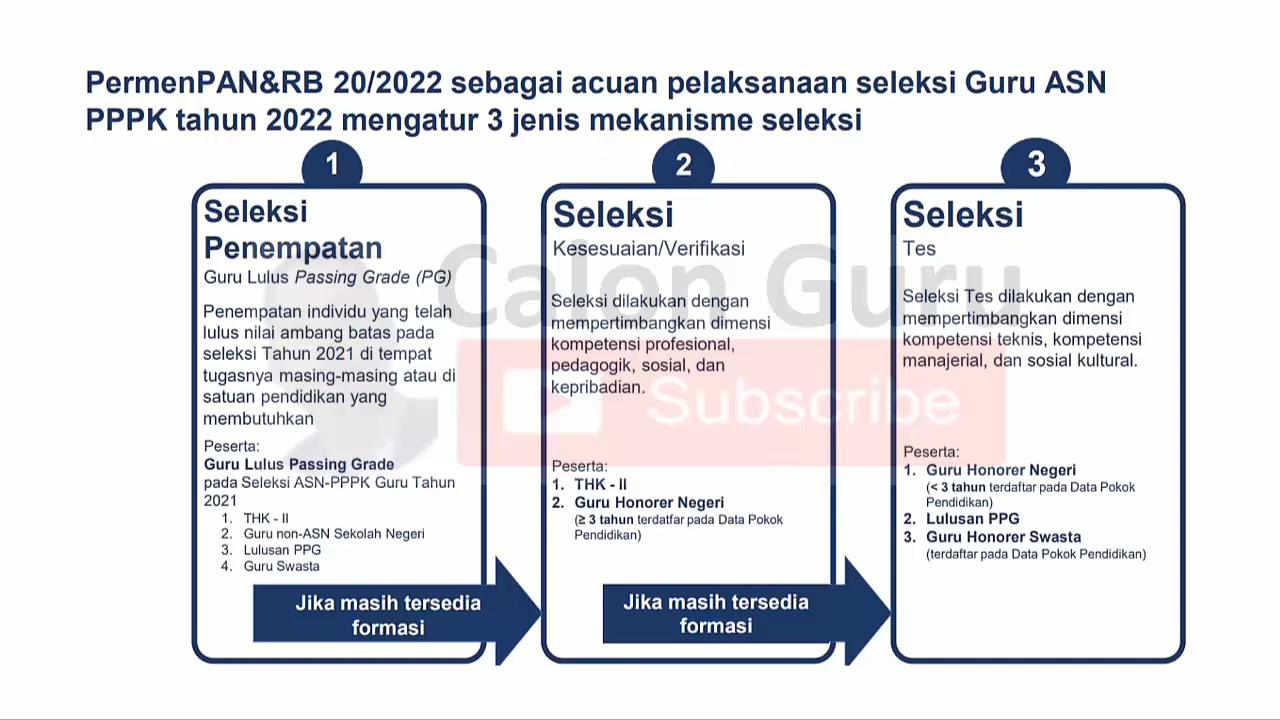 PermenPAN&RB 20/2022 sebagai acuan pelaksanaan seleksi Guru ASN
PPPK tahun 2022 mengatur 3 jenis mekanisme seleksi
1
Seleksi
Penempatan
Guru Lulus Passing Grade (PG)
Penempatan individu yang telah
lulus nilai ambang batas pada
seleksi Tahun 2021 di tempat
tugasnya masing-masing atau di
satuan pendidikan yang
membutuhkan
Peserta:
Guru Lulus Passing Grade
pada Seleksi ASN-PPPK Guru Tahun
2021
1. THK - II
2. Guru non-ASN Sekolah Negeri
3. Lulusan PPG
4. Guru Swasta
Jika masih tersedia
formasi
2
Seleksi
Kesesuaian/Verifikasi
Seleksi dilakukan dengan
mempertimbangkan dimensi
kompetensi profesional,
pedagogik, sosial, dan
kepribadian.
Peserta:
1. THK - II
2. Guru Honorer Negeri
(≥ 3 tahun terdatfar pada Data Pokok
Pendidikan)
Jika masih tersedia
formasi
3
Seleksi
Tes
Seleksi Tes dilakukan dengan
mempertimbangkan dimensi
kompetensi teknis, kompetensi
manajerial, dan sosial kultural.
Peserta:
1. Guru Honorer Negeri
(< 3 tahun terdaftar pada Data Pokok
Pendidikan)
2. Lulusan PPG
3. Guru Honorer Swasta
(terdaftar pada Data Pokok Pendidikan)
Calon Guru
Subscribe